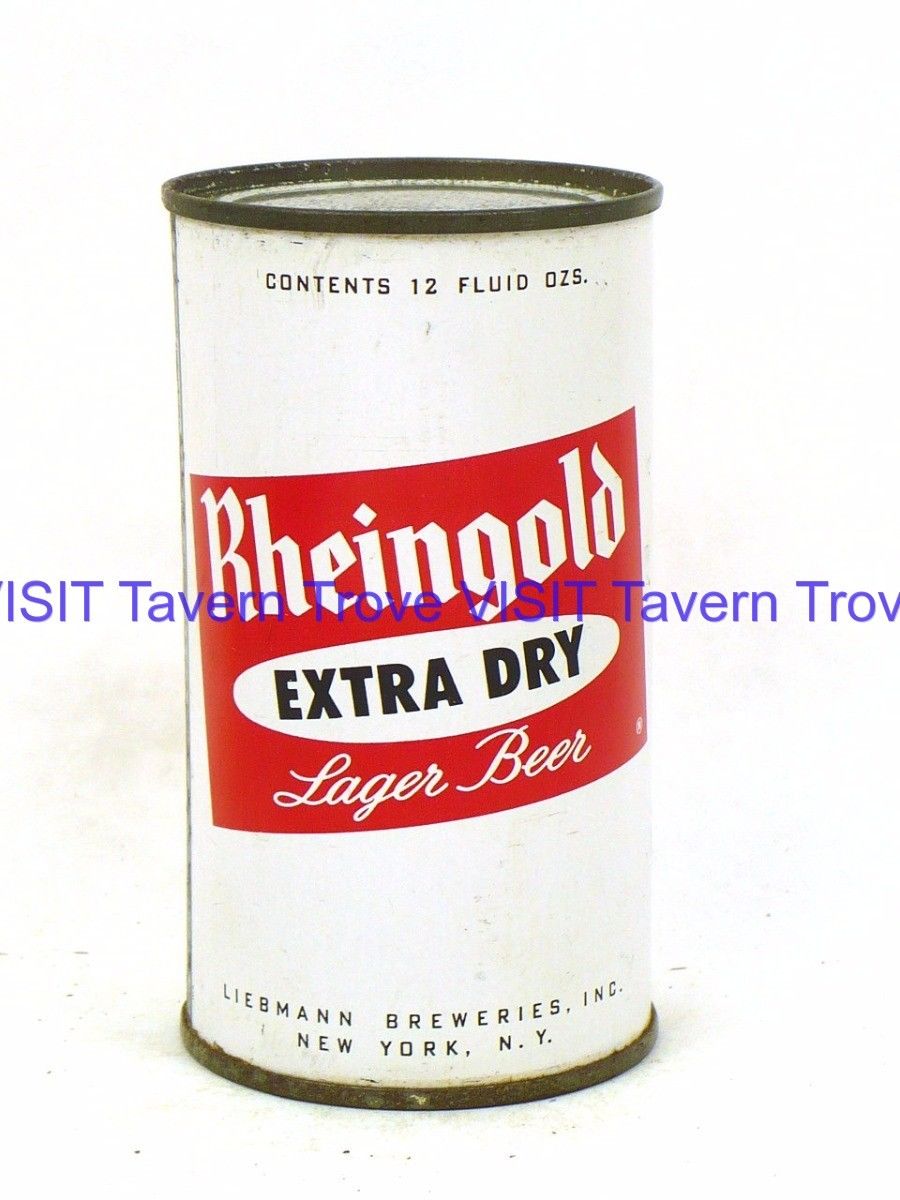 CONTENTS 12 FLUID OZS.
Rheingold
VISIT Tavern Trove VISIT Tavern Trov
EXTRA DRY
Lager Beer
®
LIEBMANN BREWERIES, INC.
NEW YORK, N.Y.